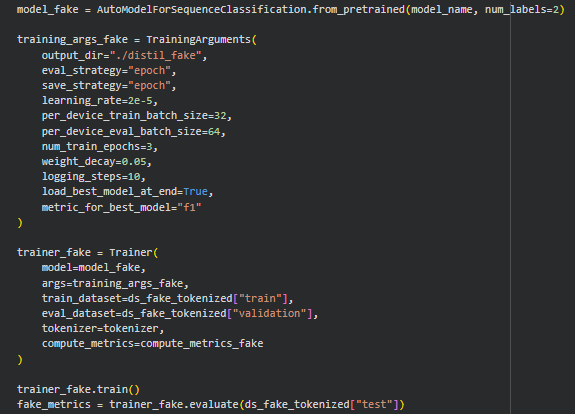 model_fake = AutoModelForSequenceClassification.from_pretrained(model_name, num_labels=2)
training_args_fake = TrainingArguments(
    output_dir="./distil_fake",
    eval_strategy="epoch",
    save_strategy="epoch",
    learning_rate=2e-5,
    per_device_train_batch_size=32,
    per_device_eval_batch_size=64,
    num_train_epochs=3,
    weight_decay=0.05,
    logging_steps=10,
    load_best_model_at_end=True,
    metric_for_best_model="f1"
)
trainer_fake = Trainer(
    model=model_fake,
    args=training_args_fake,
    train_dataset=ds_fake_tokenized["train"],
    eval_dataset=ds_fake_tokenized["validation"],
    tokenizer=tokenizer,
    compute_metrics=compute_metrics_fake
)
trainer_fake.train()
fake_metrics = trainer_fake.evaluate(ds_fake_tokenized["test"])